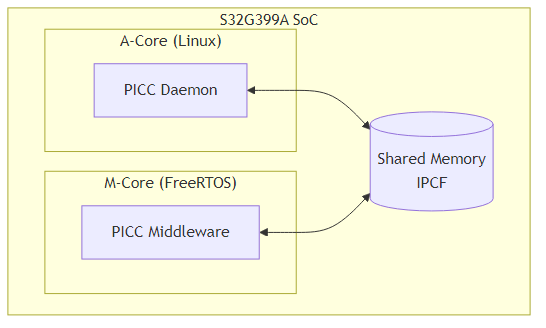 S32G399A SoC
A-Core (Linux)
PICC Daemon
Shared Memory
IPCF
M-Core (FreeRTOS)
PICC Middleware